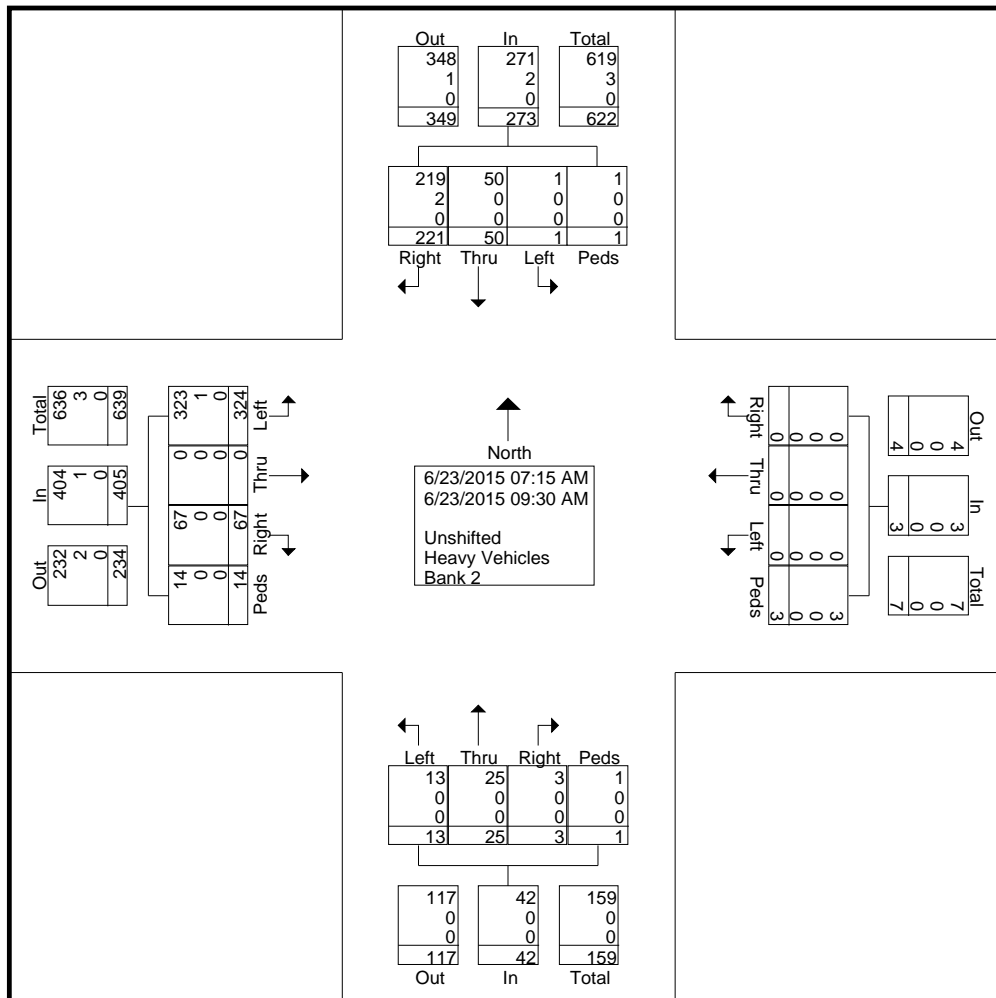 Out In Total
348 271 619
1 2 3
0 0 0
349 273 622
219 50 1 1
2 0 0 0
0 0 0 0
221 50 1 1
Right Thru Left Peds
Total
636 3 0 639
In
404 1 0 405
Out
232 2 0 234
323 1 0 324
Left
0 0 0 0
Thru
67 0 0 67
Right
14 0 0 14
Peds
North
6/23/2015 07:15 AM
6/23/2015 09:30 AM
Unshifted
Heavy Vehicles
Bank 2
Right
0 0 0 0
Thru
0 0 0 0
Left
0 0 0 0
Peds
3 0 0 3
Out
4 0 0 4
In
3 0 0 3
Total
7 0 0 7
Left Thru Right Peds
13 25 3 1
0 0 0 0
0 0 0 0
13 25 3 1
117 42 159
0 0 0
0 0 0
117 42 159
Out In Total